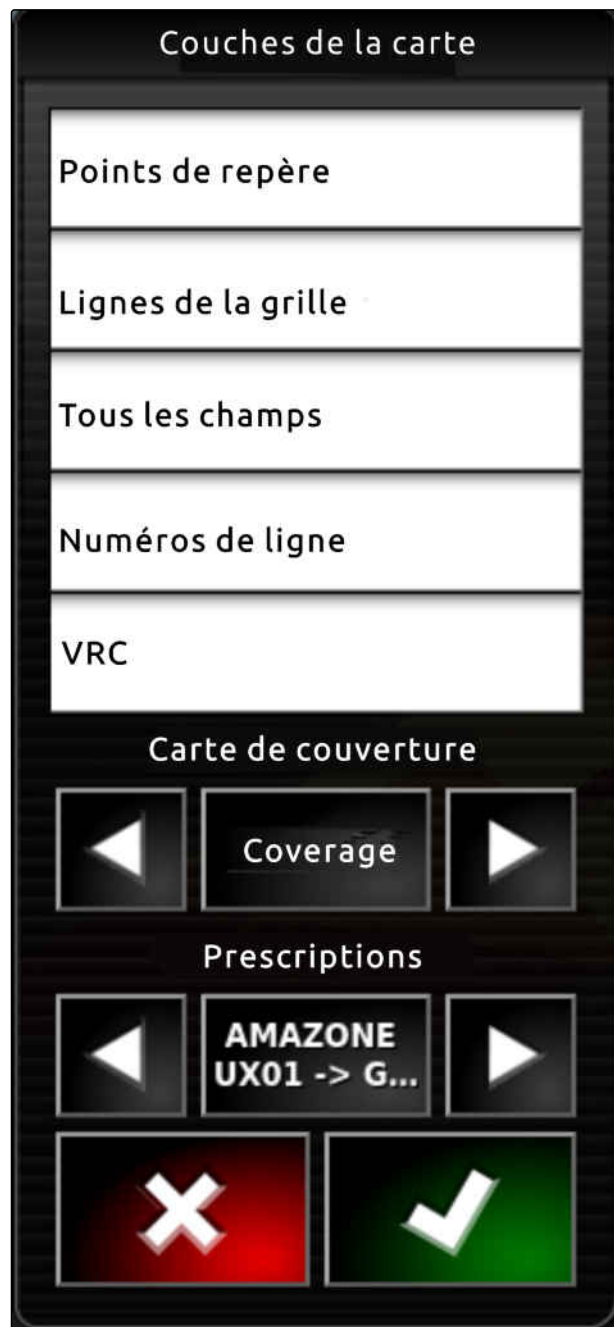 Couches de la carte
Points de repère
Lignes de la grille
Tous les champs
Numéros de ligne
VRC
Carte de couverture
Coverage
Prescriptions
AMAZONE
UX01 -> G...